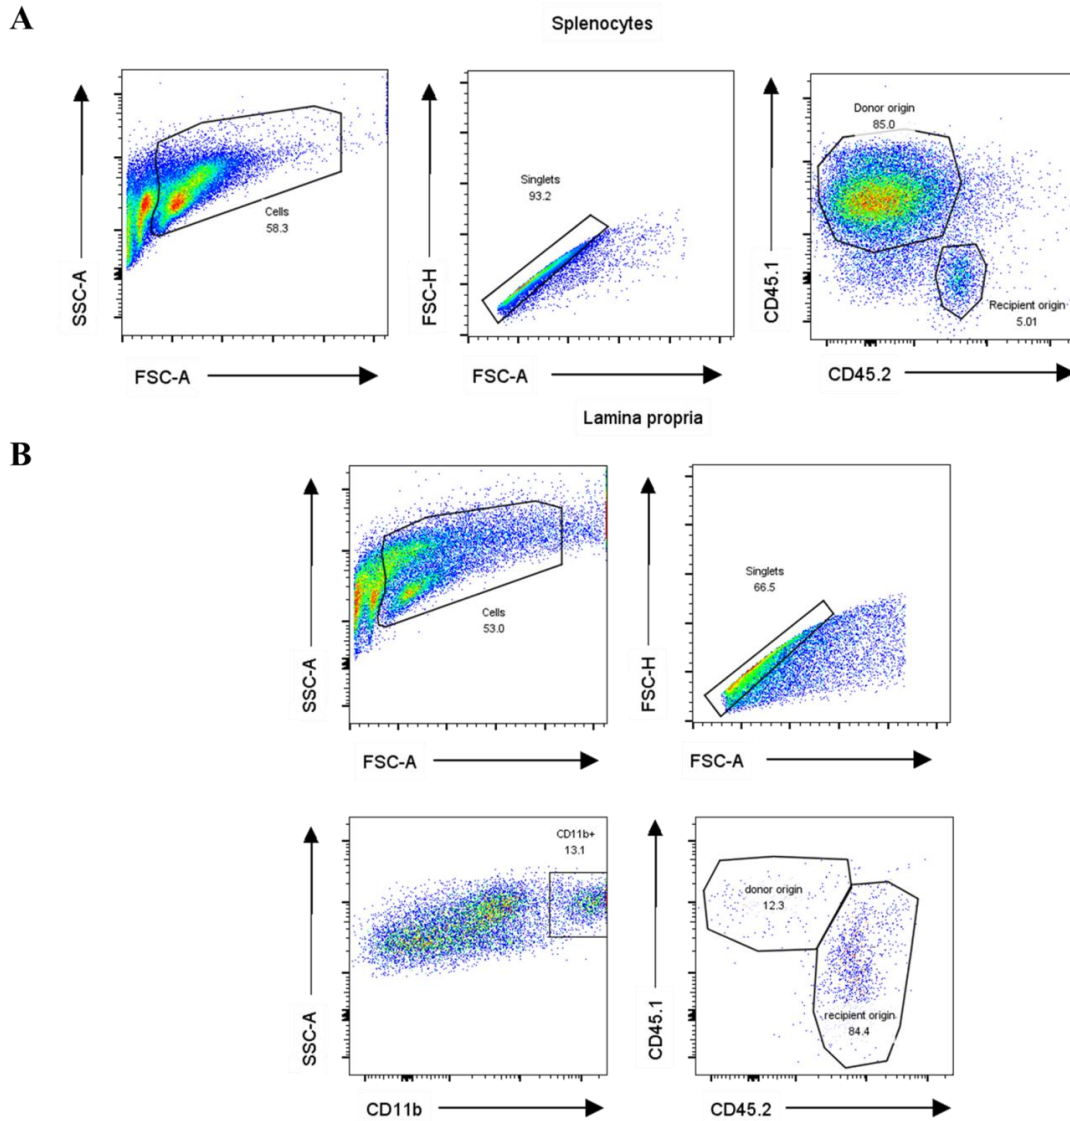 A
Splenocytes
SSC-A
FSC-A
Cells
58.3
FSC-H
FSC-A
Singlets
93.2
CD45.1
CD45.2
Donor origin
85.0
Recipient origin
5.01
Lamina propria
B
SSC-A
FSC-A
Cells
53.0
FSC-H
FSC-A
Singlets
66.5
SSC-A
CD11b
CD11b+
13.1
CD45.1
CD45.2
donor origin
12.3
recipient origin
84.4